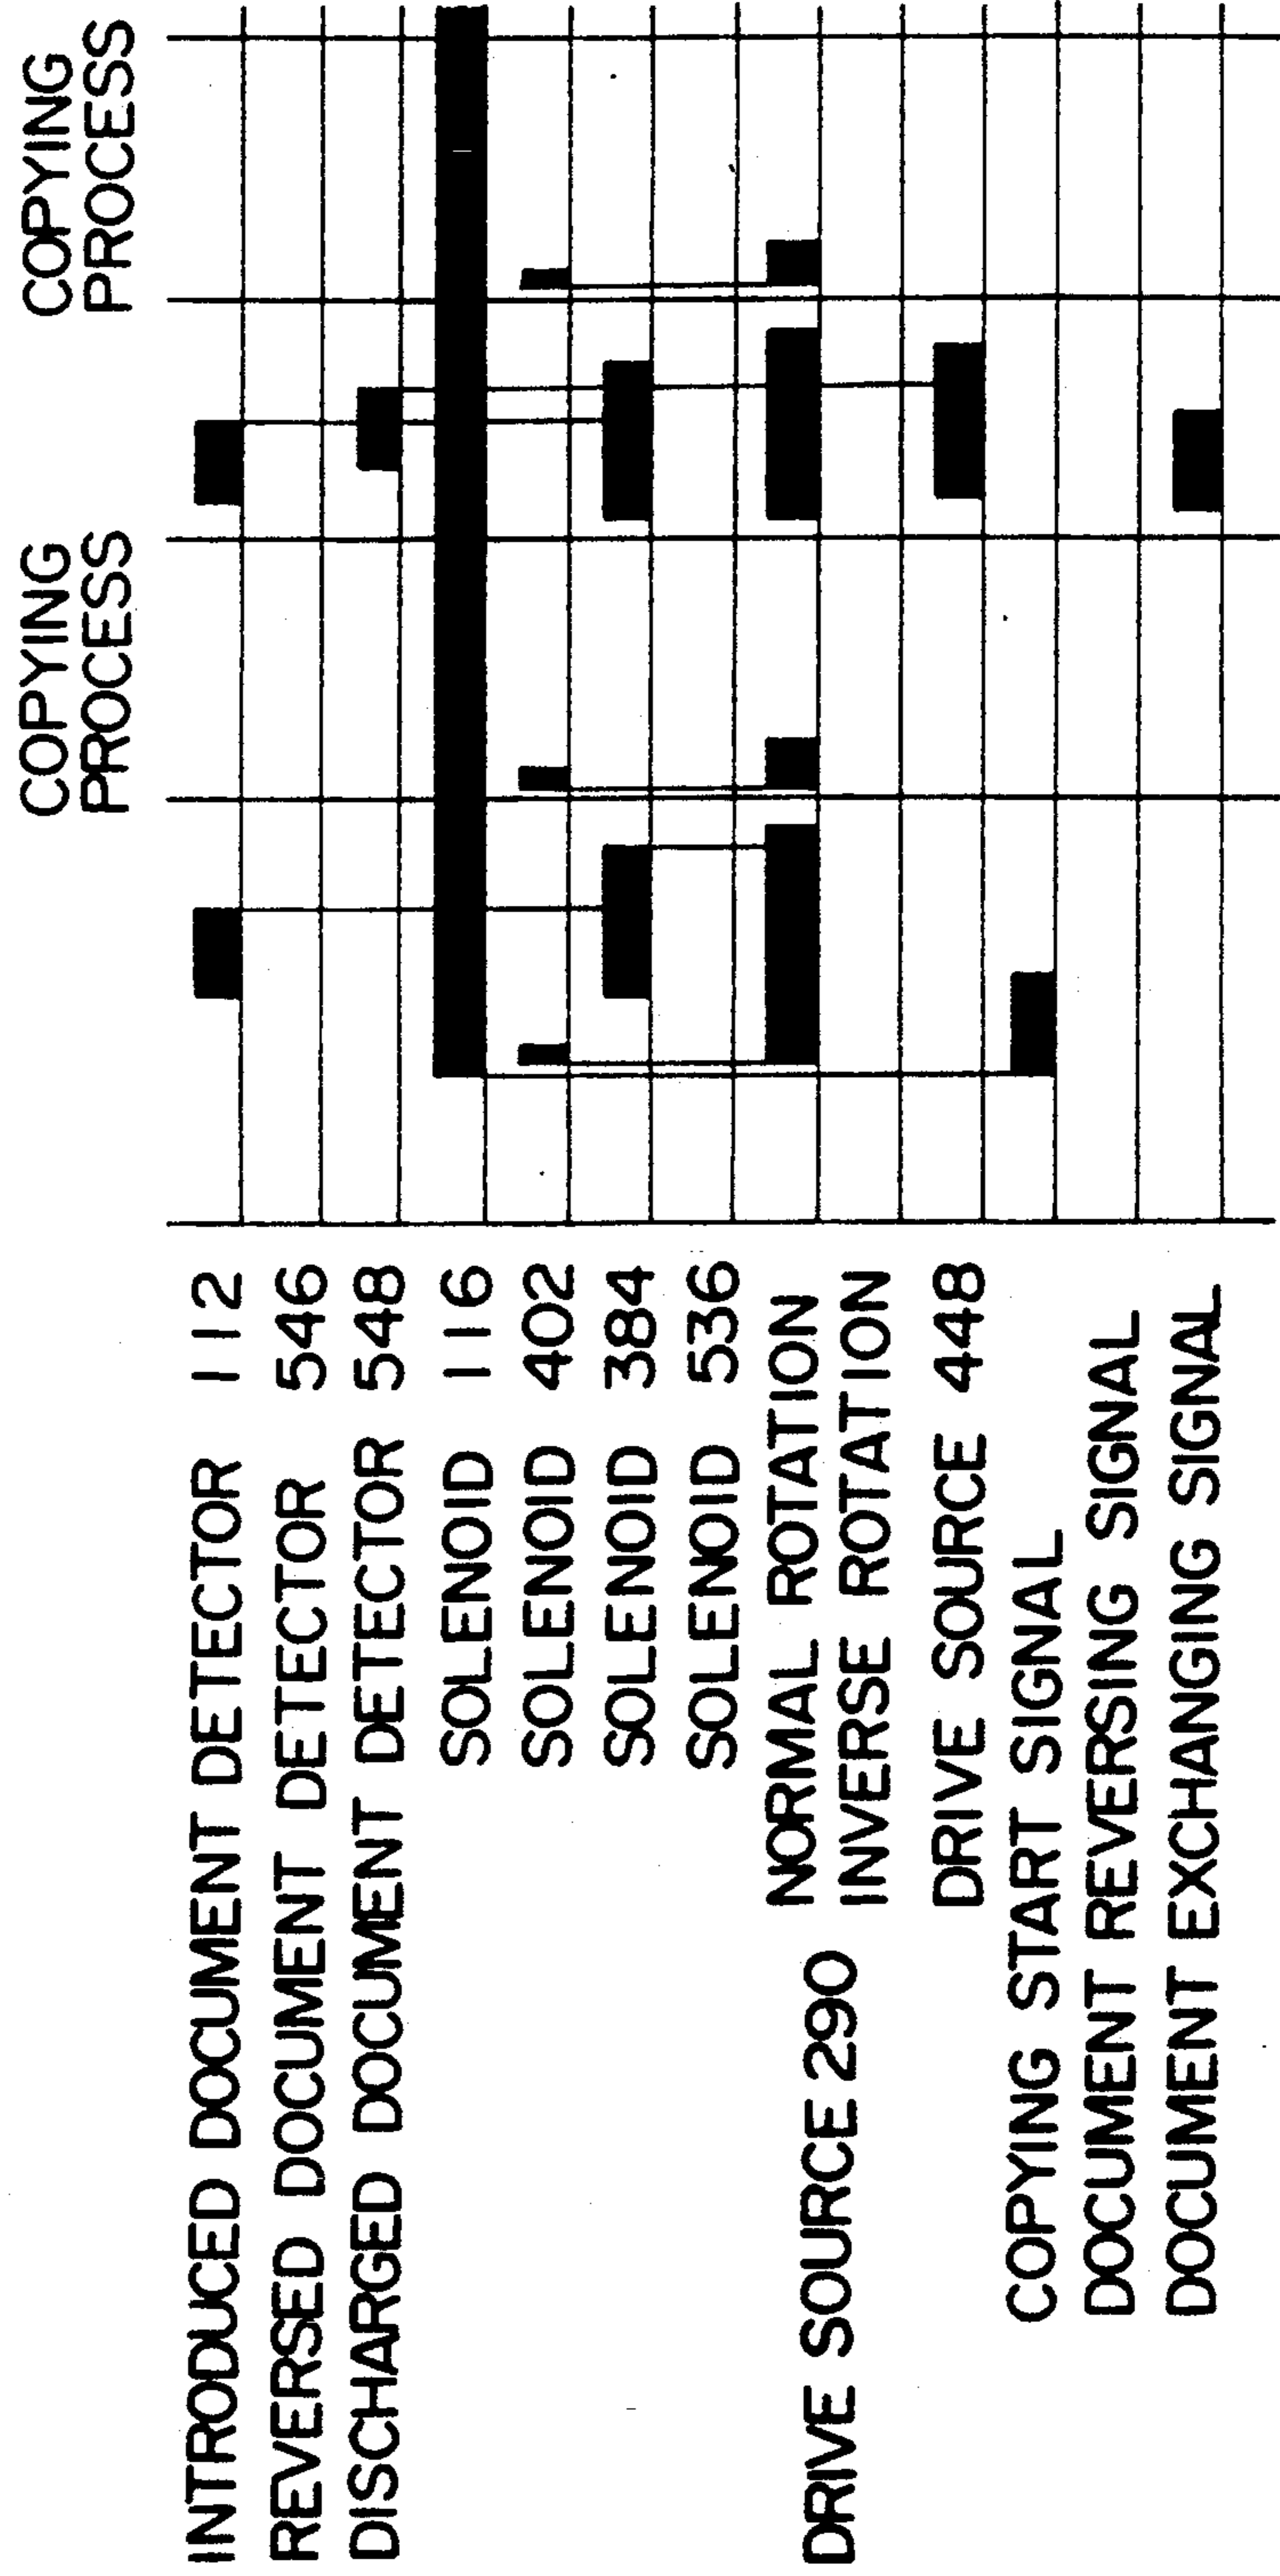 COPYING
PROCESS
COPYING
PROCESS
INTRODUCED DOCUMENT DETECTOR 112
REVERSED DOCUMENT DETECTOR 546
DISCHARGED DOCUMENT DETECTOR 548
SOLENOID 116
SOLENOID 402
SOLENOID 384
SOLENOID 536
DRIVE SOURCE 290
NORMAL ROTATION
INVERSE ROTATION
DRIVE SOURCE 448
COPYING START SIGNAL
DOCUMENT REVERSING SIGNAL
DOCUMENT EXCHANGING SIGNAL